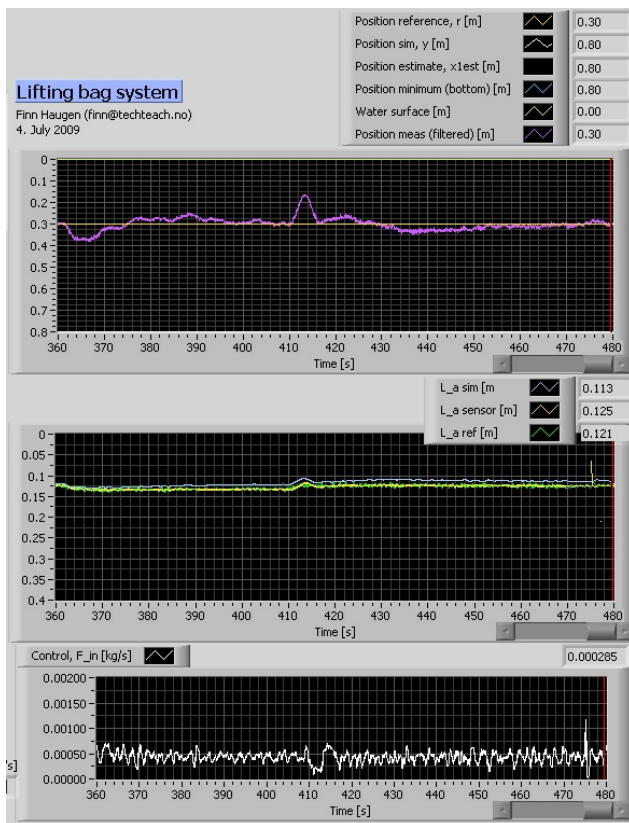 Position reference, r [m] 0.30
Position sim, y [m] 0.80
Position estimate, x1est [m] 0.80
Position minimum (bottom) [m] 0.80
Water surface [m] 0.00
Position meas (filtered) [m] 0.30
Lifting bag system
Finn Haugen (finn@techteach.no)
4. July 2009
0
0.1
0.2
0.3
0.4
0.5
0.6
0.7
0.8
360 370 380 390 400 410 420 430 440 450 460 470 480
Time [s]
L_a sim [m 0.113
L_a sensor [m] 0.125
L_a ref [m] 0.121
0
0.05
0.1
0.15
0.2
0.25
0.3
0.35
0.4
360 370 380 390 400 410 420 430 440 450 460 470 480
Time [s]
Control, F_in [kg/s] 0.000285
0.00200
0.00150
0.00100
0.00050
0.00000
's]
360 370 380 390 400 410 420 430 440 450 460 470 480
Time [s]